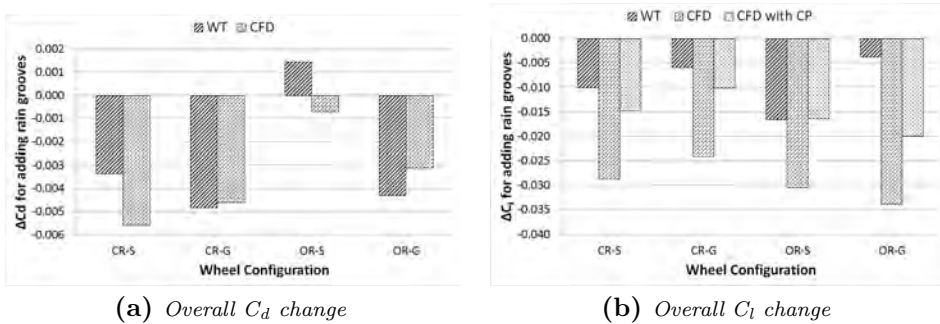 WT CFD
ΔCd for adding rain grooves
0.002
0.001
0.000
-0.001
-0.002
-0.003
-0.004
-0.005
-0.006
CR-S CR-G OR-S OR-G
Wheel Configuration
(a) Overall C_d change
WT CFD CFD with CP
ΔC_l for adding rain grooves
0.000
-0.005
-0.010
-0.015
-0.020
-0.025
-0.030
-0.035
-0.040
CR-S CR-G OR-S OR-G
Wheel Configuration
(b) Overall C_l change